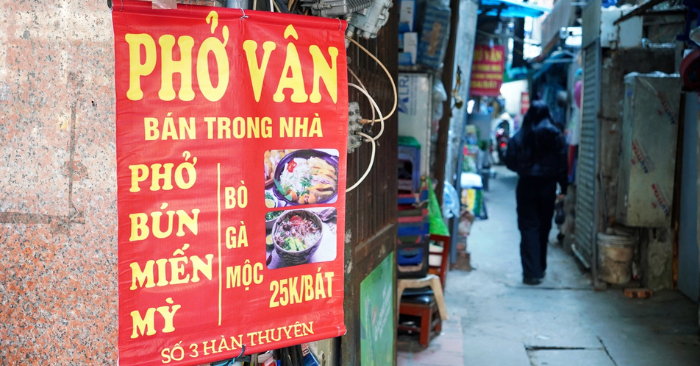 PHỞ VÂN
BÁN TRONG NHÀ
PHỞ
BÚN
MIẾN
MỲ
BÒ
GÀ
MỘC
25K/BÁT
SỐ 3 HÀN THUYÊN